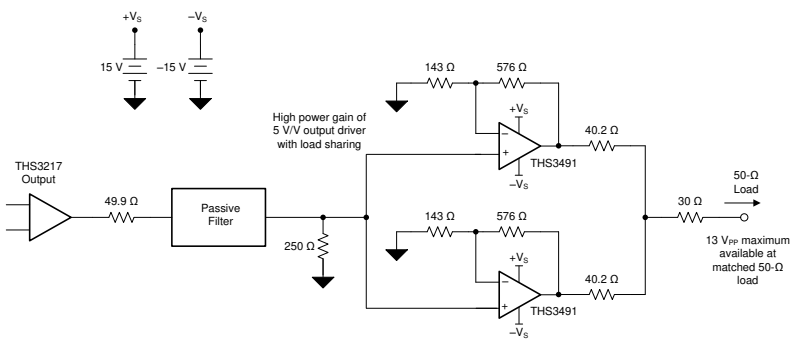 +VS
−VS
15 V
−15 V
143 Ω
576 Ω
High power gain of
5 V/V output driver
with load sharing
+VS
−
+
THS3491
−VS
40.2 Ω
THS3217
Output
49.9 Ω
Passive
Filter
250 Ω
143 Ω
576 Ω
+VS
−
+
THS3491
−VS
40.2 Ω
30 Ω
50-Ω
Load
13 VPP maximum
available at
matched 50-Ω
load